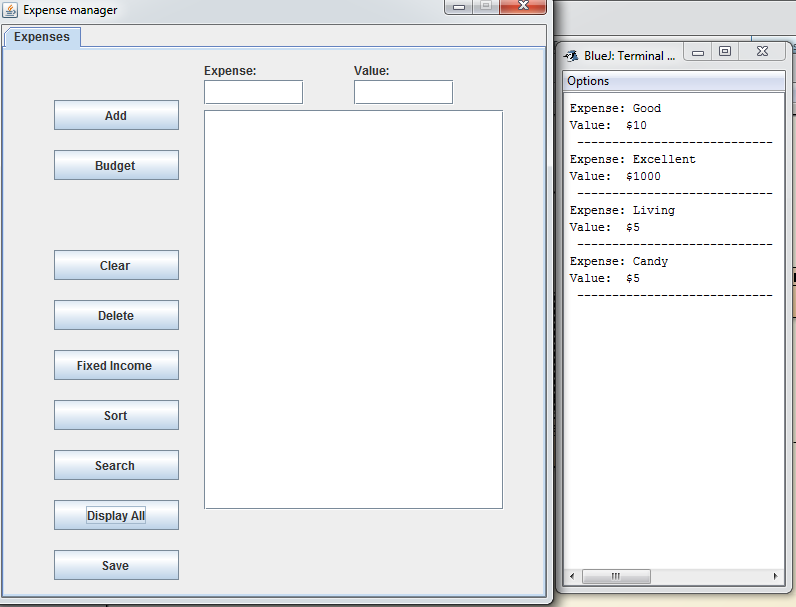 Expense manager
Expenses
Expense: Value:
Add
Budget
Clear
Delete
Fixed Income
Sort
Search
Display All
Save
BlueJ: Terminal ...
Options
Expense: Good
Value:  $10
----------------------------
Expense: Excellent
Value:  $1000
----------------------------
Expense: Living
Value:  $5
----------------------------
Expense: Candy
Value:  $5
----------------------------